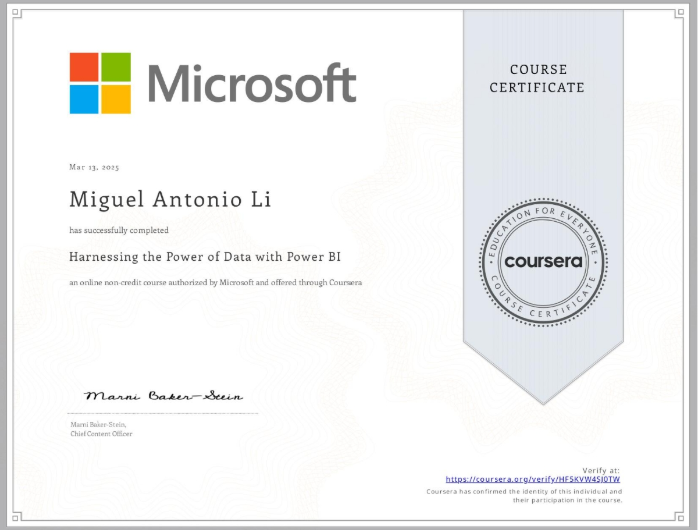 Microsoft
COURSE
CERTIFICATE
Mar 13, 2025
Miguel Antonio Li
has successfully completed
Harnessing the Power of Data with Power BI
an online non-credit course authorized by Microsoft and offered through Coursera
EDUCATION FOR EVERYONE
coursera
COURSE CERTIFICATE
Marni Baker-Stein
Marni Baker-Stein,
Chief Content Officer
Verify at:
https://coursera.org/verify/HF5KVW4SJ0TW
Coursera has confirmed the identity of this individual and
their participation in the course.